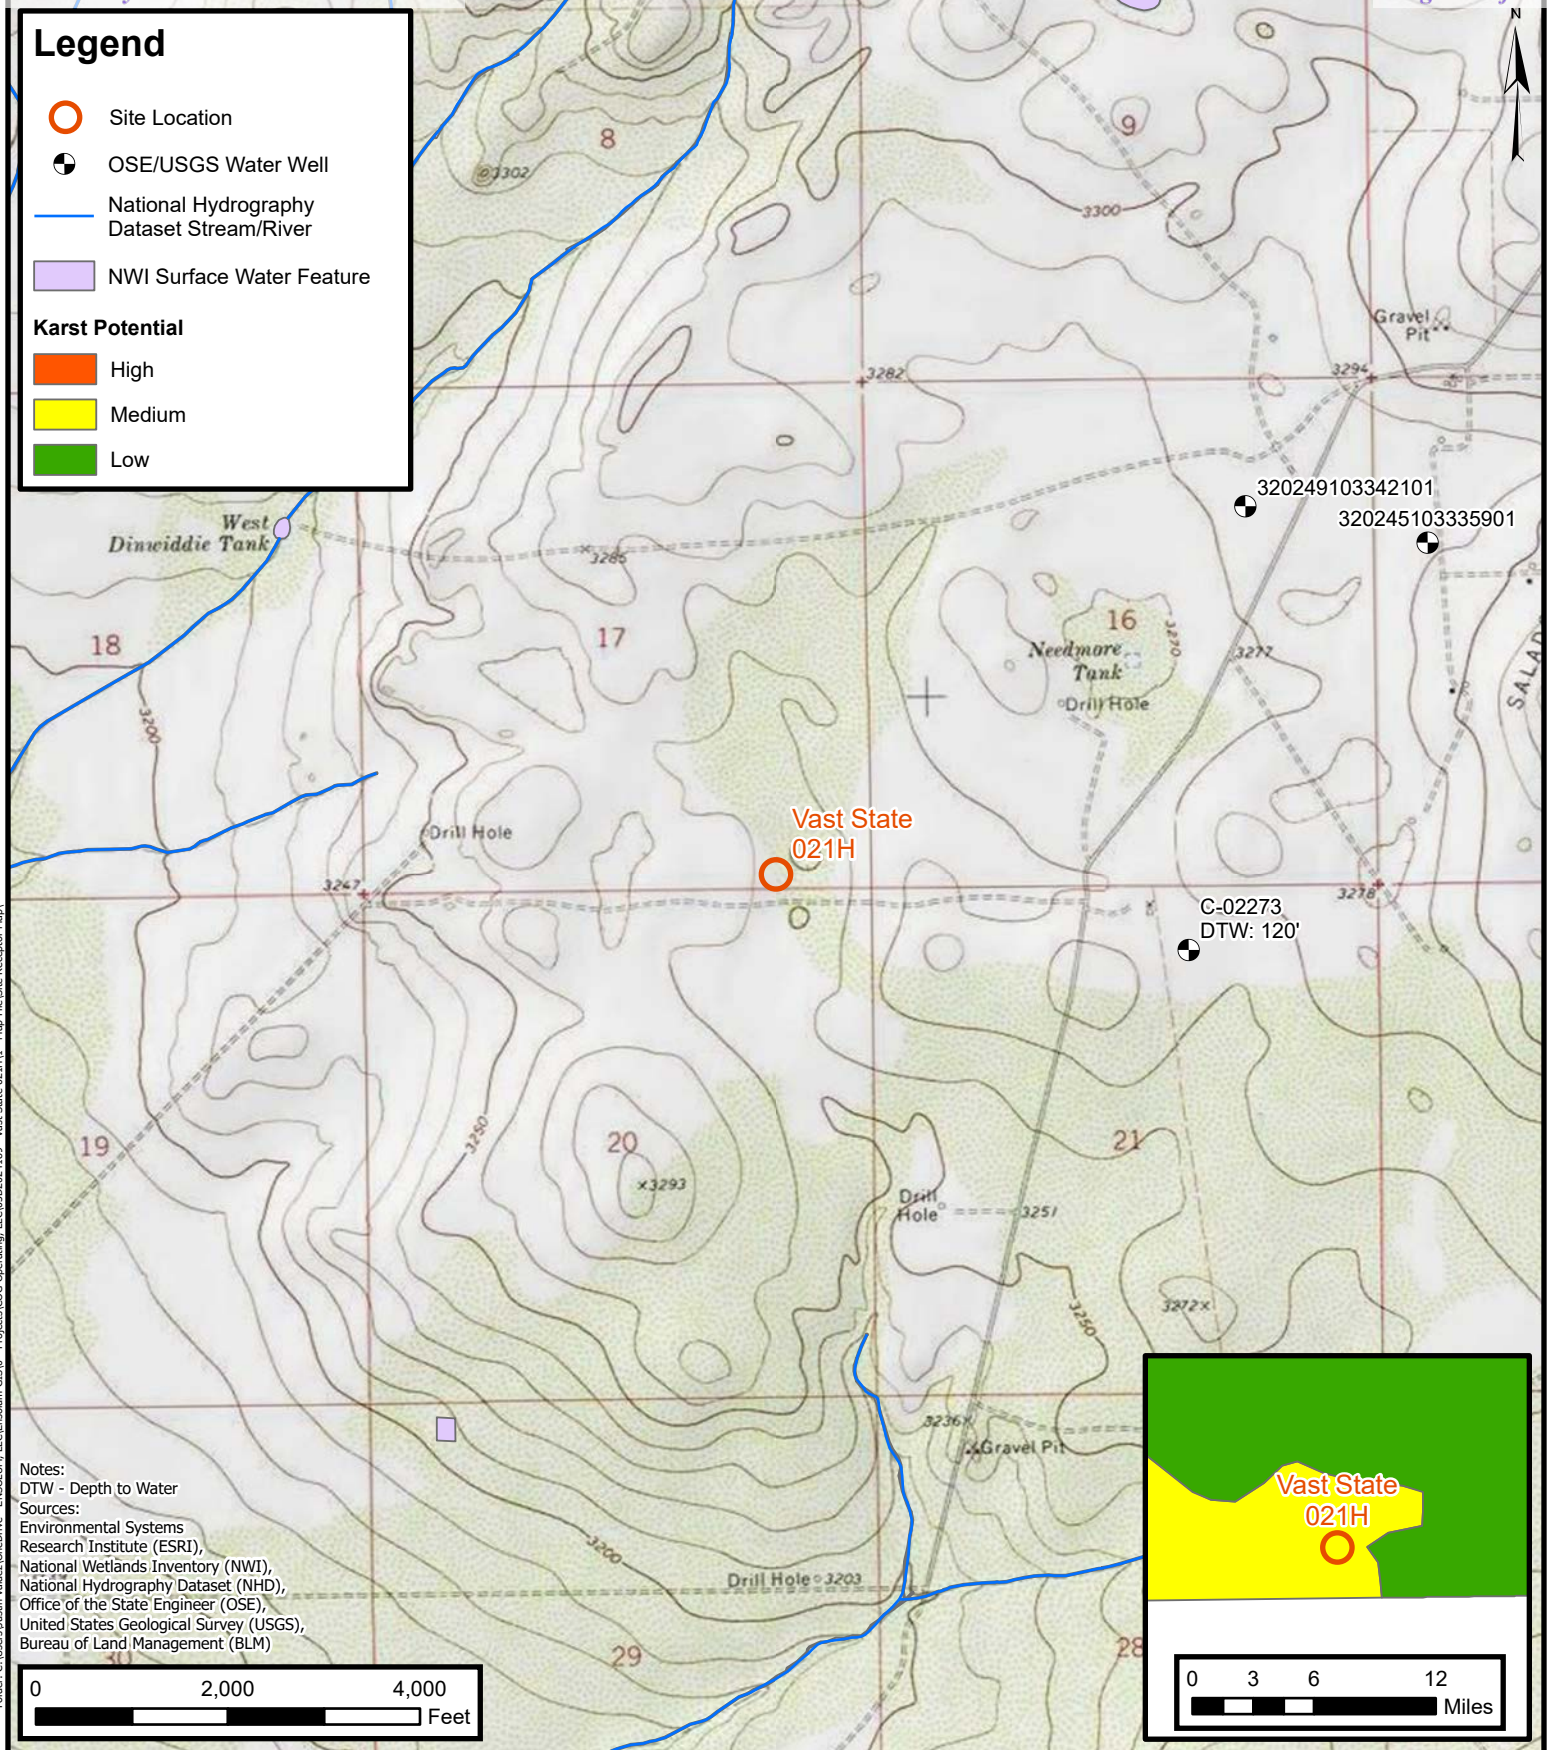 Legend
Site Location
OSE/USGS Water Well
National Hydrography
Dataset Stream/River
NWI Surface Water Feature
Karst Potential
High
Medium
Low
N
8
9
3302
3300
Gravel
Pit
3282
3294
320249103342101
320245103335901
West
Dinwiddie Tank
3285
18
17
16
Needmore
Tank
3270
3277
Drill Hole
SALAD
3200
Vast State
021H
Drill Hole
3247
3278
C-02273
DTW: 120'
19
3250
20
21
3293
Drill
Hole
3251
3250
3272
3236
Gravel Pit
3200
Drill Hole 3203
29
28
30
Notes:
DTW - Depth to Water
Sources:
Environmental Systems
Research Institute (ESRI),
National Wetlands Inventory (NWI),
National Hydrography Dataset (NHD),
Office of the State Engineer (OSE),
United States Geological Survey (USGS),
Bureau of Land Management (BLM)
0 2,000 4,000
Feet
Vast State
021H
0 3 6 12
Miles